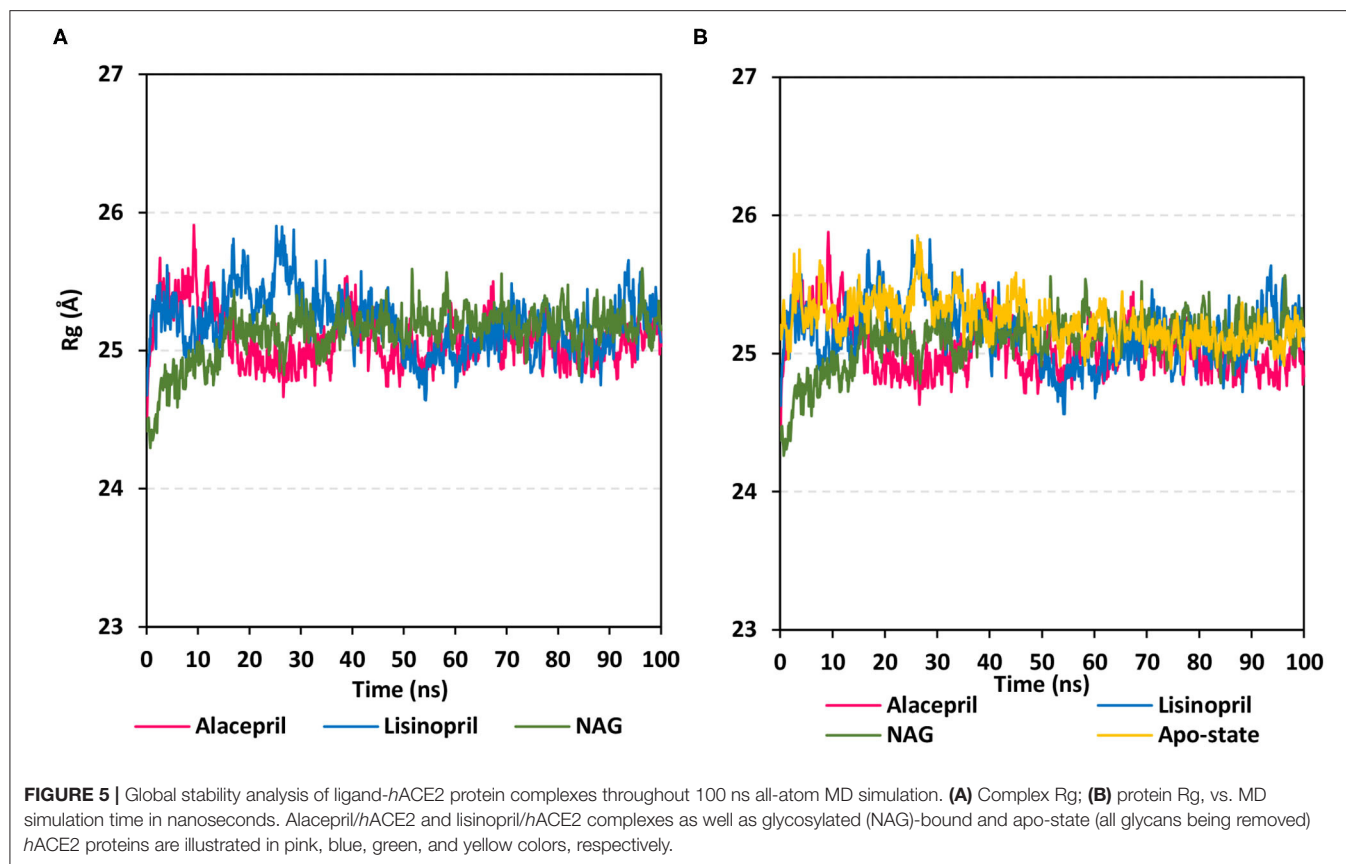 A
27
26
25
24
23
Rg (Å)
0 10 20 30 40 50 60 70 80 90 100
Time (ns)
Alacepril Lisinopril NAG
B
27
26
25
24
23
0 10 20 30 40 50 60 70 80 90 100
Time (ns)
Alacepril Lisinopril
NAG Apo-state
FIGURE 5 | Global stability analysis of ligand-hACE2 protein complexes throughout 100 ns all-atom MD simulation. (A) Complex Rg; (B) protein Rg, vs. MD
simulation time in nanoseconds. Alacepril/hACE2 and lisinopril/hACE2 complexes as well as glycosylated (NAG)-bound and apo-state (all glycans being removed)
hACE2 proteins are illustrated in pink, blue, green, and yellow colors, respectively.